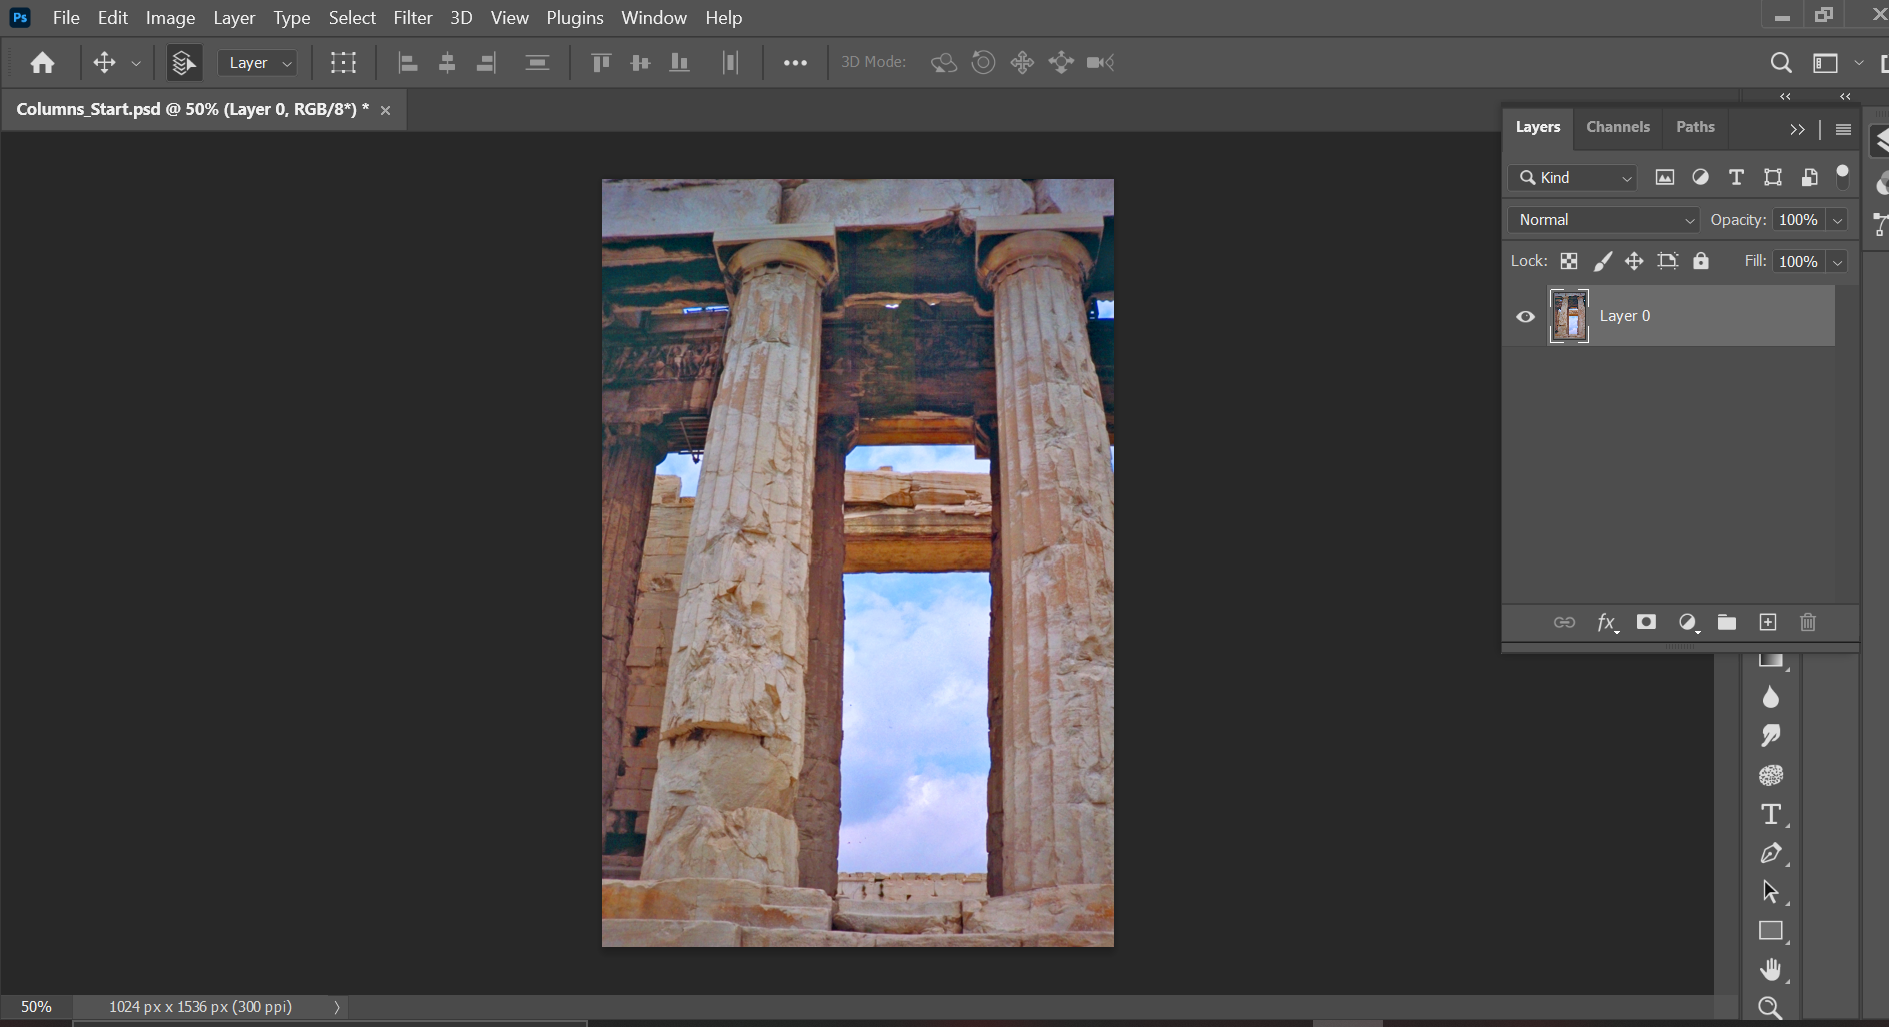 Ps File Edit Image Layer Type Select Filter 3D View Plugins Window Help
Layer 3D Mode:
Columns_Start.psd @ 50% (Layer 0, RGB/8*) * ×
Layers Channels Paths
Kind
Normal Opacity: 100%
Lock: Fill: 100%
Layer 0
fx
50% 1024 px x 1536 px (300 ppi)